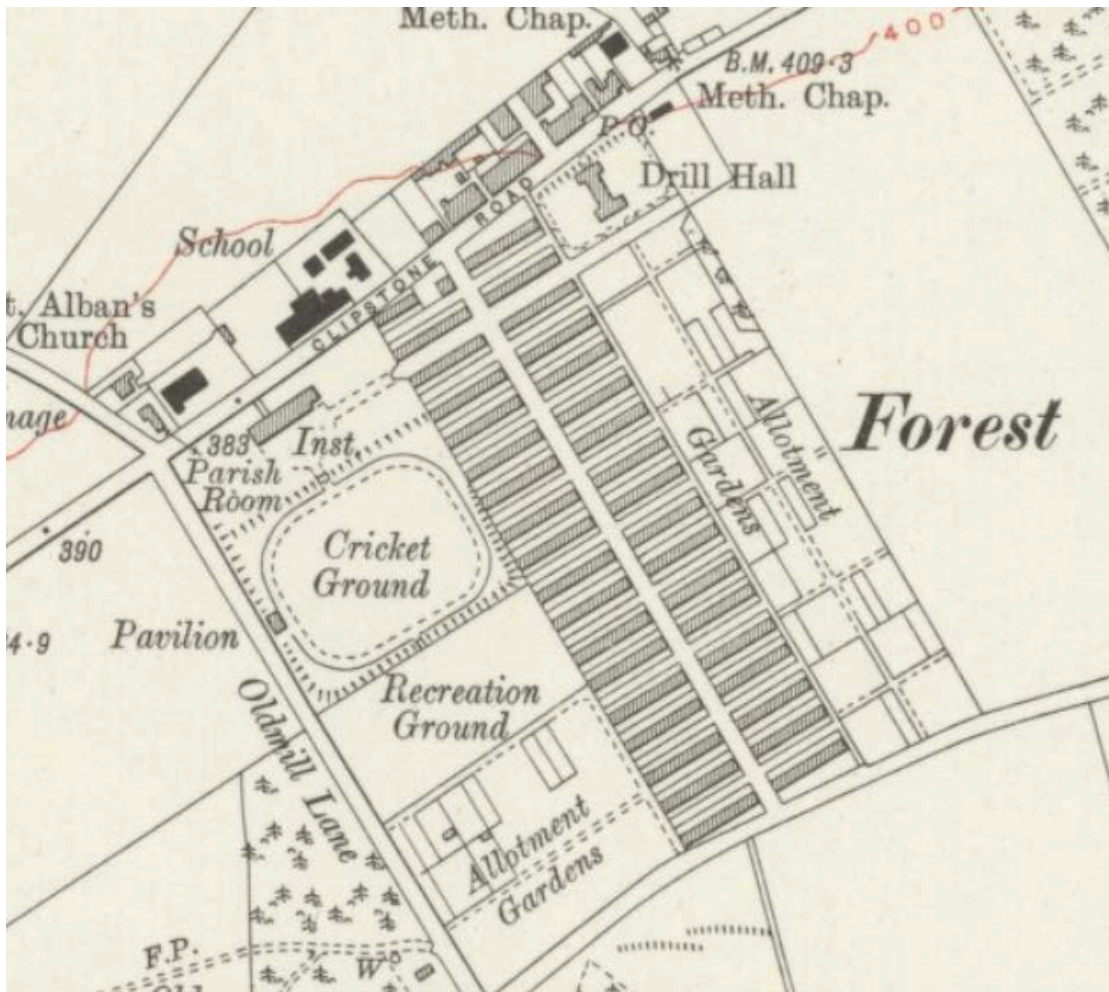 Meth. Chap.
400
B.M. 409·3
Meth. Chap.
P.O.
Drill Hall
School
CLIPSTONE ROAD
t. Alban's
Church
nage
383
Inst.
Parish
Room
Forest
Allotment
Gardens
390
Cricket
Ground
4·9
Pavilion
Recreation
Ground
Oldmill Lane
Allotment
Gardens
F.P.
W